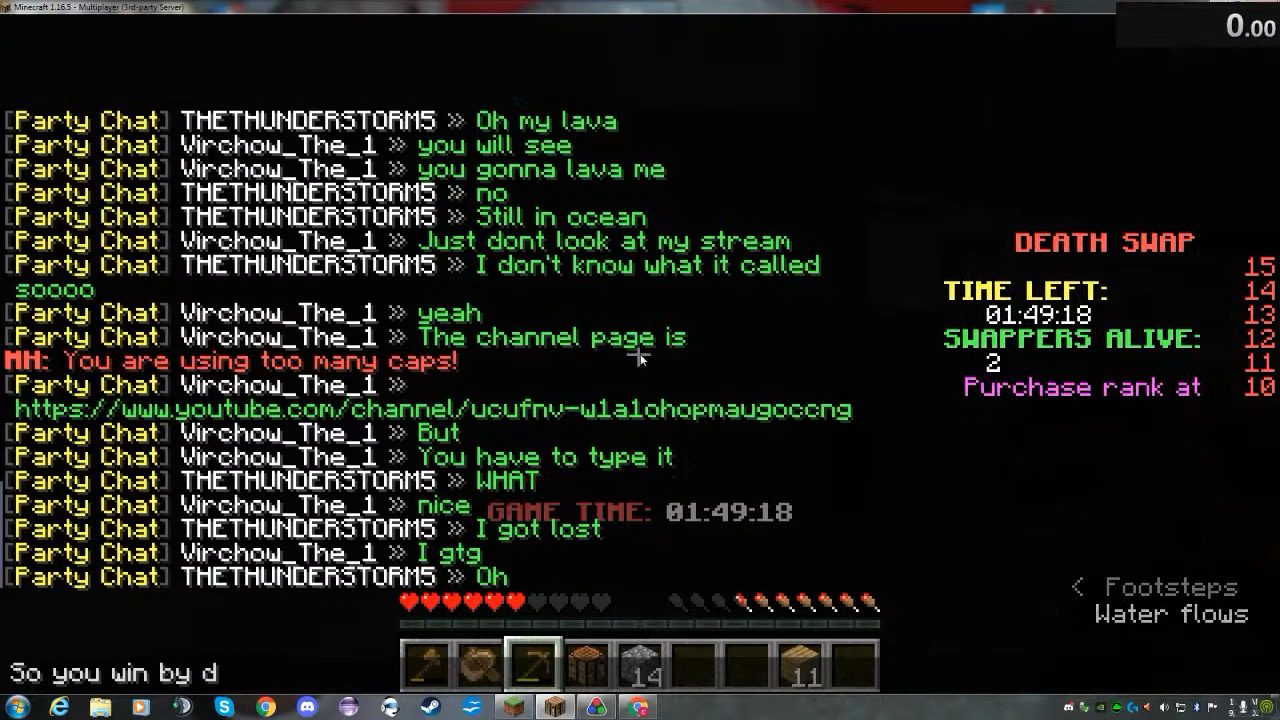 Minecraft 1.16.5 - Multiplayer (3rd-party Server)
0.00
[Party Chat] THETHUNDERSTORM5 » Oh my lava
[Party Chat] Virchow_The_1 » you will see
[Party Chat] Virchow_The_1 » you gonna lava me
[Party Chat] THETHUNDERSTORM5 » no
[Party Chat] THETHUNDERSTORM5 » Still in ocean
[Party Chat] Virchow_The_1 » Just dont look at my stream
[Party Chat] THETHUNDERSTORM5 » I don't know what it called
soooo
[Party Chat] Virchow_The_1 » yeah
[Party Chat] Virchow_The_1 » The channel page is
MH: You are using too many caps!
[Party Chat] Virchow_The_1 »
https://www.youtube.com/channel/ucufnv-w1a1ohopmaugoccng
[Party Chat] Virchow_The_1 » But
[Party Chat] Virchow_The_1 » You have to type it
[Party Chat] THETHUNDERSTORM5 » WHAT
[Party Chat] Virchow_The_1 » nice
GAME TIME: 01:49:18
[Party Chat] THETHUNDERSTORM5 » I got lost
[Party Chat] Virchow_The_1 » I gtg
[Party Chat] THETHUNDERSTORM5 » Oh
DEATH SWAP
15
TIME LEFT: 14
01:49:18 13
SWAPPERS ALIVE: 12
2 11
Purchase rank at 10
< Footsteps
Water flows
14
11
So you win by d